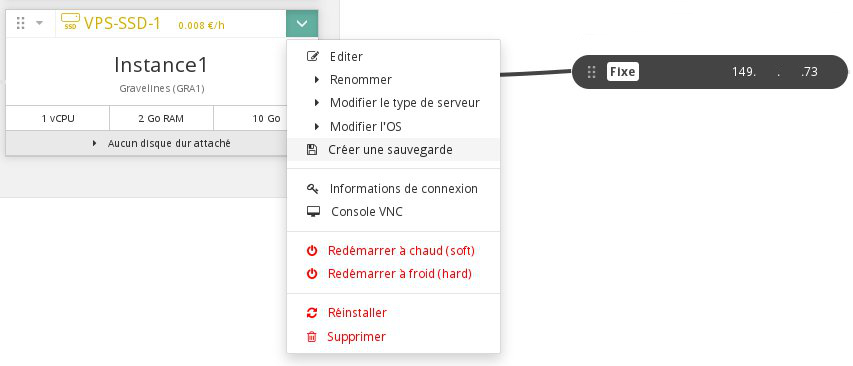 SSD VPS-SSD-1 0.008 €/h
Instance1
Gravelines (GRA1)
1 vCPU 2 Go RAM 10 Go
Aucun disque dur attaché
Editer
Renommer
Modifier le type de serveur
Modifier l'OS
Créer une sauvegarde
Informations de connexion
Console VNC
Redémarrer à chaud (soft)
Redémarrer à froid (hard)
Réinstaller
Supprimer
Fixe 149. . .73